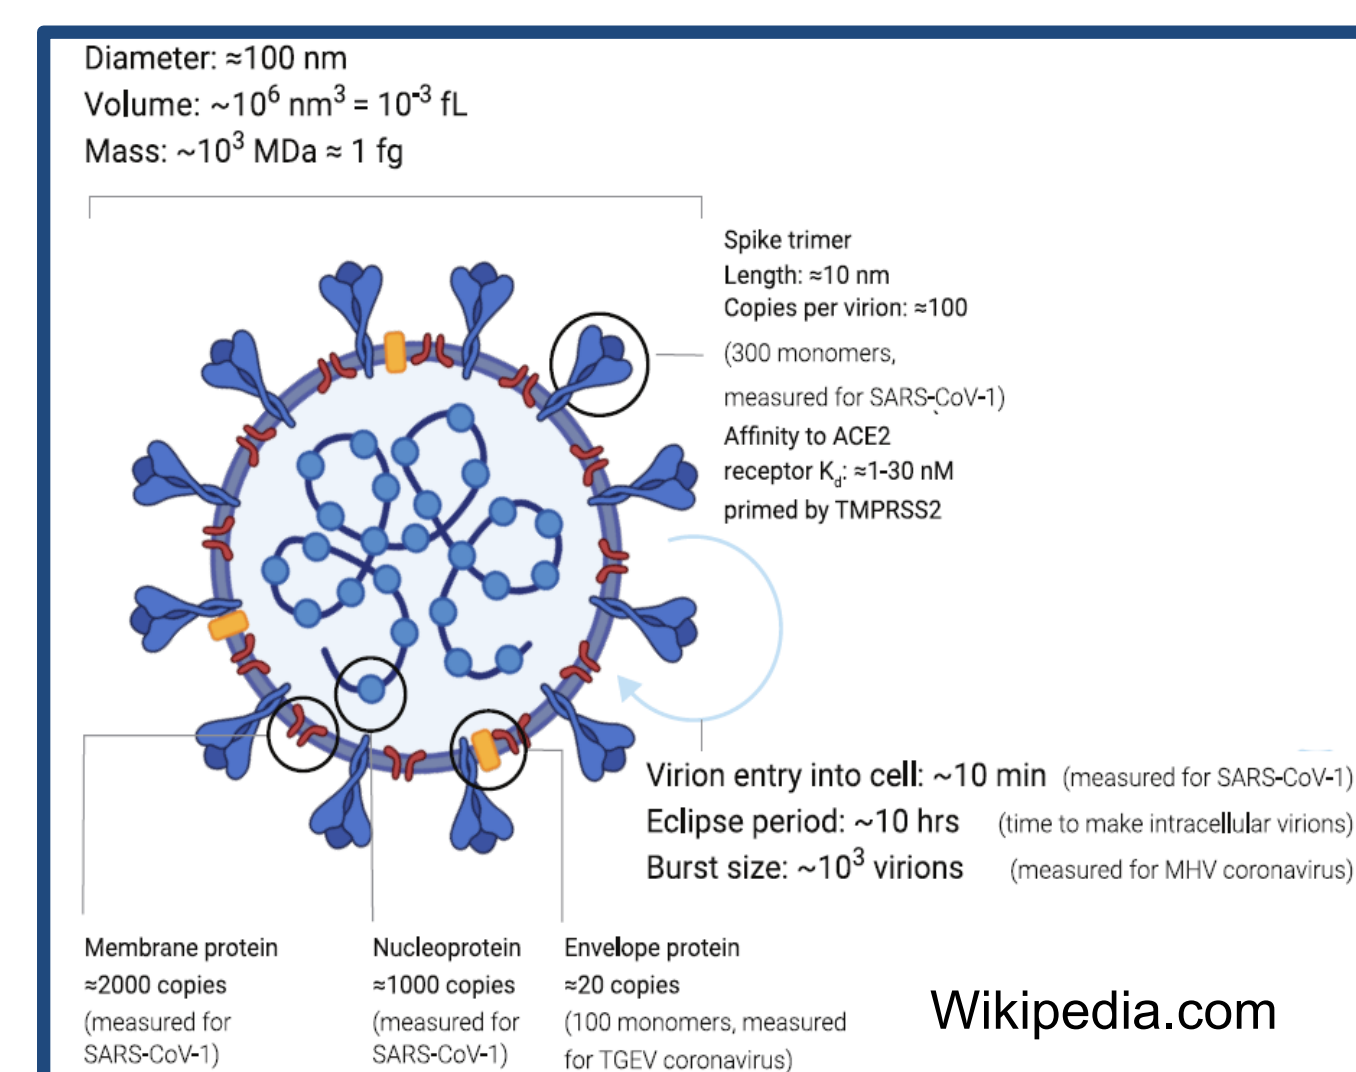 Diameter: ≈100 nm
Volume: ~10⁶ nm³ = 10⁻³ fL
Mass: ~10³ MDa ≈ 1 fg
Spike trimer
Length: ≈10 nm
Copies per virion: ≈100
(300 monomers,
measured for SARS-CoV-1)
Affinity to ACE2
receptor K_d: ≈1-30 nM
primed by TMPRSS2
Virion entry into cell: ~10 min (measured for SARS-CoV-1)
Eclipse period: ~10 hrs (time to make intracellular virions)
Burst size: ~10³ virions (measured for MHV coronavirus)
Membrane protein
≈2000 copies
(measured for
SARS-CoV-1)
Nucleoprotein
≈1000 copies
(measured for
SARS-CoV-1)
Envelope protein
≈20 copies
(100 monomers, measured
for TGEV coronavirus)
Wikipedia.com